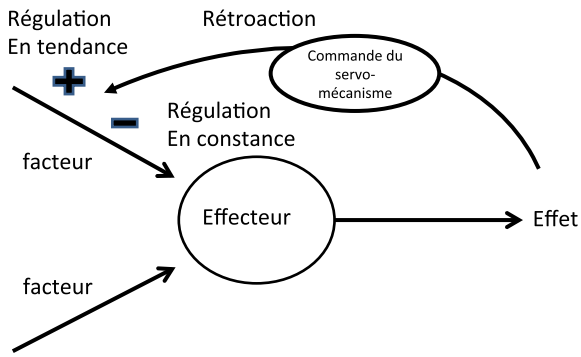 Régulation
En tendance
Rétroaction
Commande du
servo-
mécanisme
+
-
Régulation
En constance
facteur
Effecteur
Effet
facteur